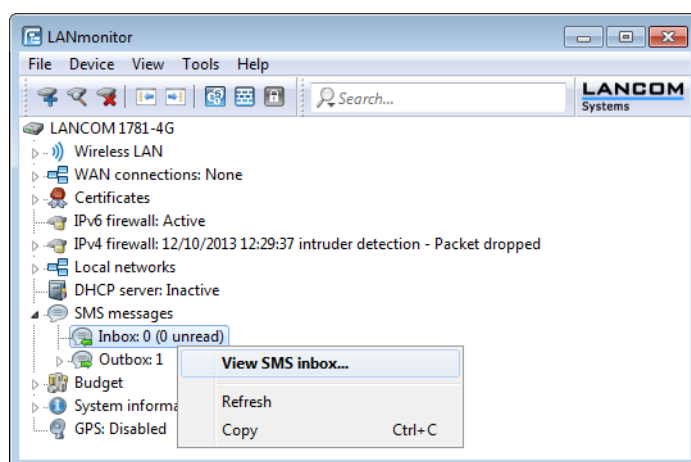 LANmonitor
File Device View Tools Help
Search...
LANCOM
Systems
LANCOM 1781-4G
Wireless LAN
WAN connections: None
Certificates
IPv6 firewall: Active
IPv4 firewall: 12/10/2013 12:29:37 intruder detection - Packet dropped
Local networks
DHCP server: Inactive
SMS messages
Inbox: 0 (0 unread)
Outbox: 1
View SMS inbox...
Budget
System informa
Refresh
GPS: Disabled
Copy Ctrl+C